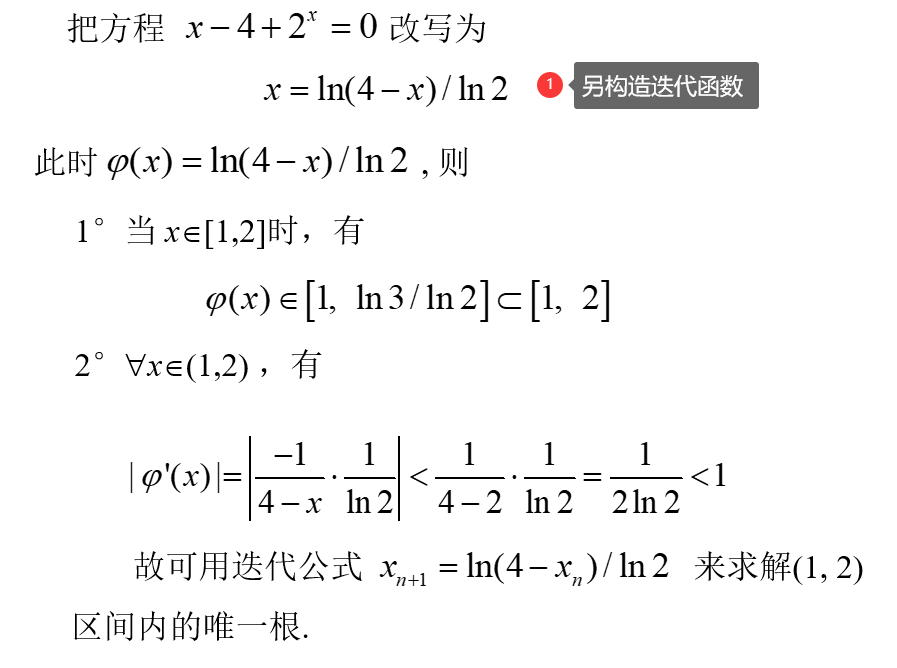 把方程 x − 4 + 2^x = 0 改写为
x = ln(4 − x) / ln 2 1 另构造迭代函数
此时 φ(x) = ln(4 − x) / ln 2 , 则
1° 当 x∈[1,2]时，有
φ(x) ∈ [1, ln 3 / ln 2] ⊂ [1, 2]
2° ∀x∈(1,2) ，有
| φ'(x) |= | −1/(4 − x) · 1/ln 2 | < 1/(4 − 2) · 1/ln 2 = 1/(2 ln 2) < 1
故可用迭代公式 x_{n+1} = ln(4 − x_n) / ln 2 来求解(1, 2)
区间内的唯一根.